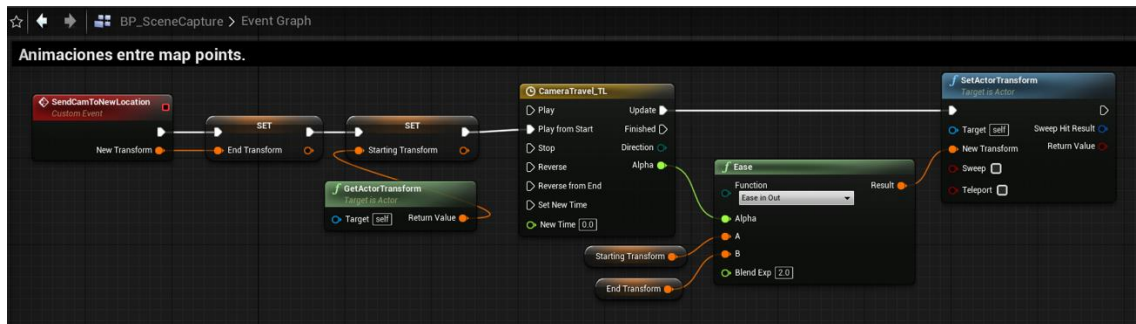 BP_SceneCapture > Event Graph
Animaciones entre map points.
SendCamToNewLocation
Custom Event
New Transform
SET
End Transform
SET
Starting Transform
GetActorTransform
Target is Actor
Target self
Return Value
CameraTravel_TL
Play
Update
Play from Start
Finished
Stop
Direction
Reverse
Alpha
Reverse from End
Set New Time
New Time 0.0
Starting Transform
End Transform
Ease
Function
Result
Ease in Out
Alpha
A
B
Blend Exp 2.0
SetActorTransform
Target is Actor
Target self
Sweep Hit Result
New Transform
Return Value
Sweep
Teleport